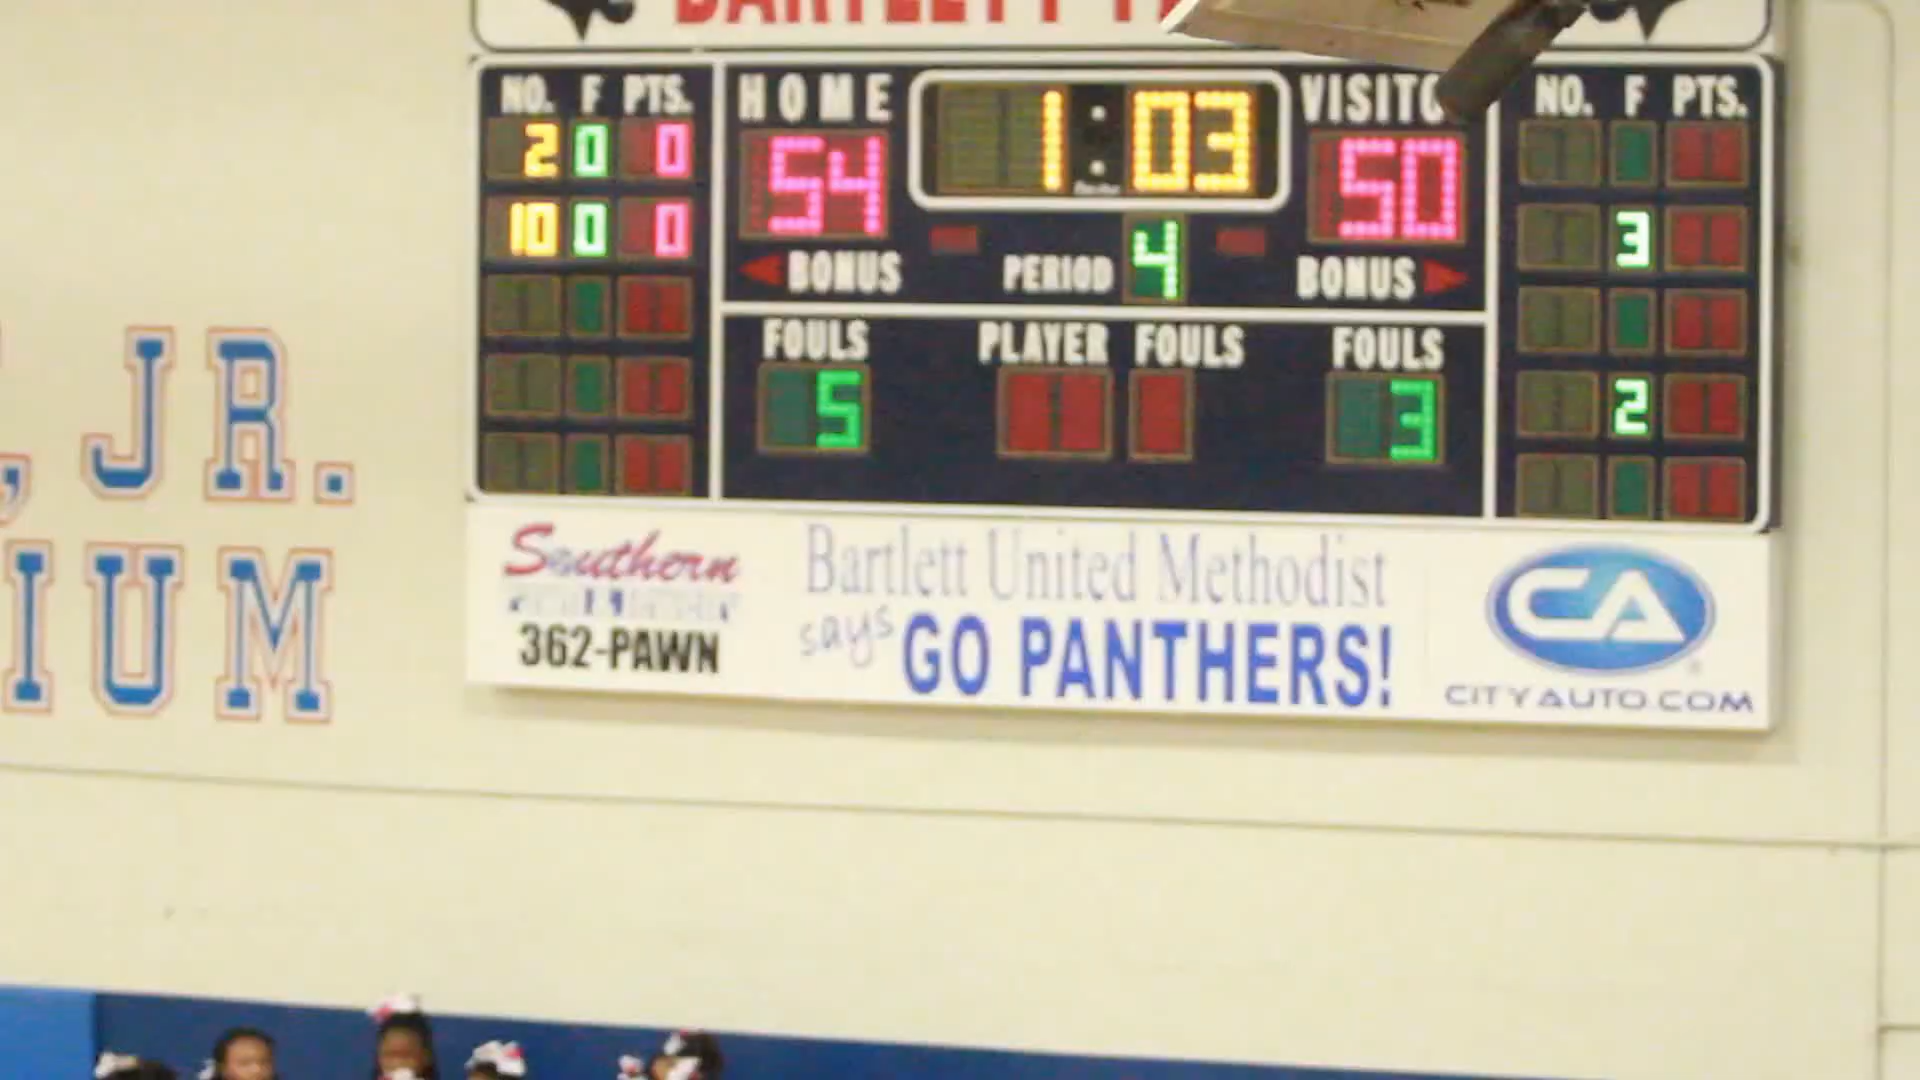 BARTLETT
NO. F PTS.
HOME
1:03
VISITO
NO. F PTS.
2 0 0
54
50
10 0 0
3
BONUS
PERIOD 4
BONUS
FOULS
PLAYER FOULS
FOULS
5
3
2
, JR.
IUM
Southern
362-PAWN
Bartlett United Methodist
says GO PANTHERS!
CA
CITYAUTO.COM